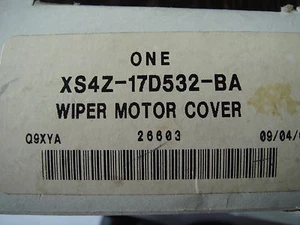 ONE
XS4Z-17D532-BA
WIPER MOTOR COVER
Q9XYA 26603 09/04/